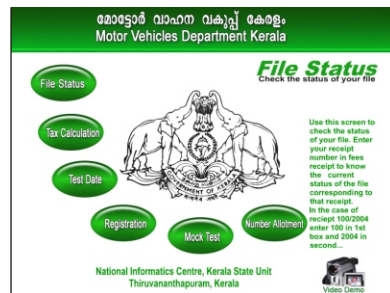 മോട്ടോർ വാഹന വകുപ്പ് കേരളം
Motor Vehicles Department Kerala
File Status
File Status
Check the status of your file
Tax Calculation
Test Date
Registration
Mock Test
Number Allotment
GOVERNMENT OF KERALA
Use this screen to
check the status
of your file. Enter
your receipt
number in fees
receipt to know
the current
status of the file
corresponding to
that receipt.
In the case of
reciept 100/2004
enter 100 in 1st
box and 2004 in
second...
National Informatics Centre, Kerala State Unit
Thiruvananthapuram, Kerala
Video Demo